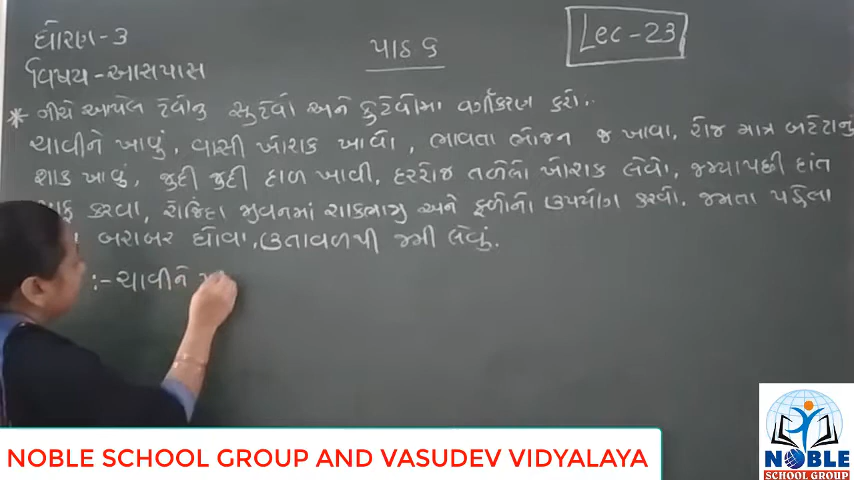 ધોરણ-3
પાઠ ૬
Lec-23
વિષય-આસપાસ
* નીચે આપેલ ટેવોનુ સુટેવો અને કુટેવોમા વર્ગીકરણ કરો..
ચાવીને ખાવું, વાસી ખોરાક ખાવો, ભાવતા ભોજન જ ખાવા, રોજ માત્ર બટેટાનું
શાક ખાવું, જુદી જુદી દાળ ખાવી, દરરોજ તળેલો ખોરાક લેવો, જમ્યાપછી દાંત
સાફ કરવા, રોજિંદા જીવનમાં શાકભાજી અને ફળોનો ઉપયોગ કરવો. જમતા પહેલા
બરાબર ધોવા, ઉતાવળથી જમી લેવું.
:- ચાવીને
NOBLE SCHOOL GROUP AND VASUDEV VIDYALAYA
NOBLE
SCHOOL GROUP